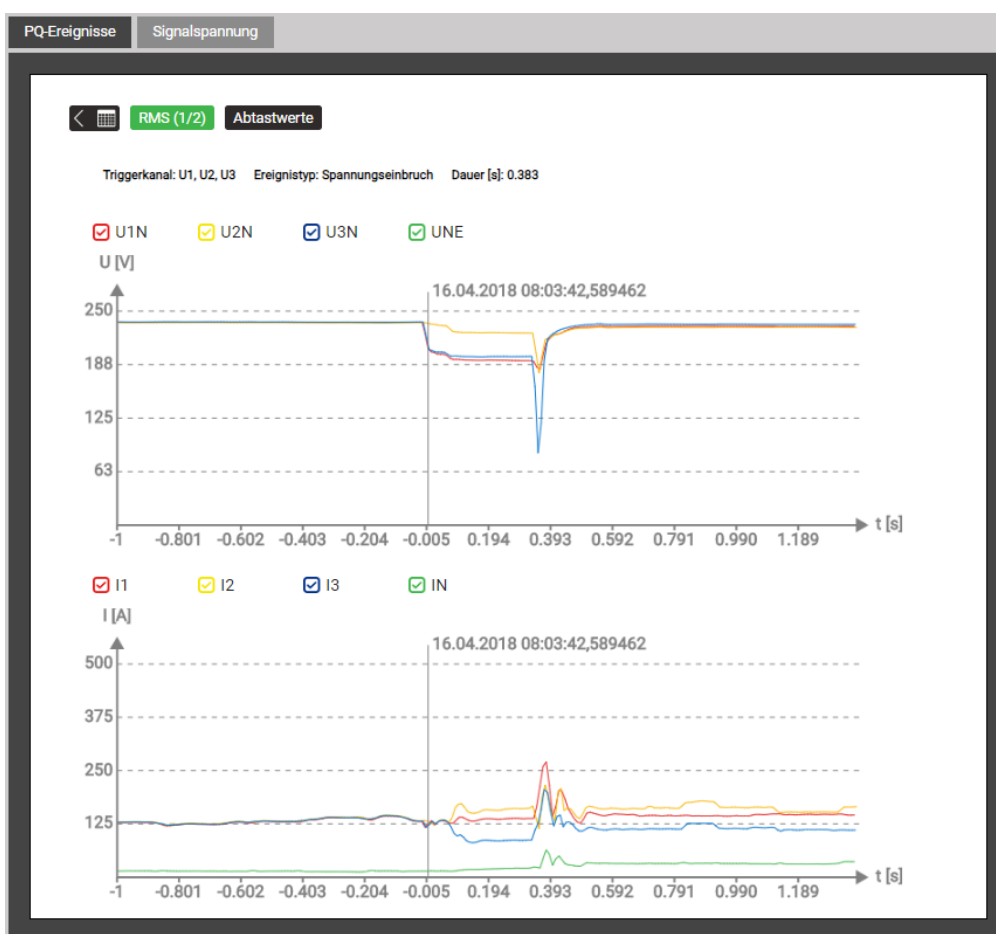 PQ-Ereignisse Signalspannung
RMS (1/2) Abtastwerte
Triggerkanal: U1, U2, U3 Ereignistyp: Spannungseinbruch Dauer [s]: 0.383
U1N U2N U3N UNE
U [V]
16.04.2018 08:03:42,589462
250
188
125
63
-1 -0.801 -0.602 -0.403 -0.204 -0.005 0.194 0.393 0.592 0.791 0.990 1.189 t [s]
I1 I2 I3 IN
I [A]
16.04.2018 08:03:42,589462
500
375
250
125
-1 -0.801 -0.602 -0.403 -0.204 -0.005 0.194 0.393 0.592 0.791 0.990 1.189 t [s]